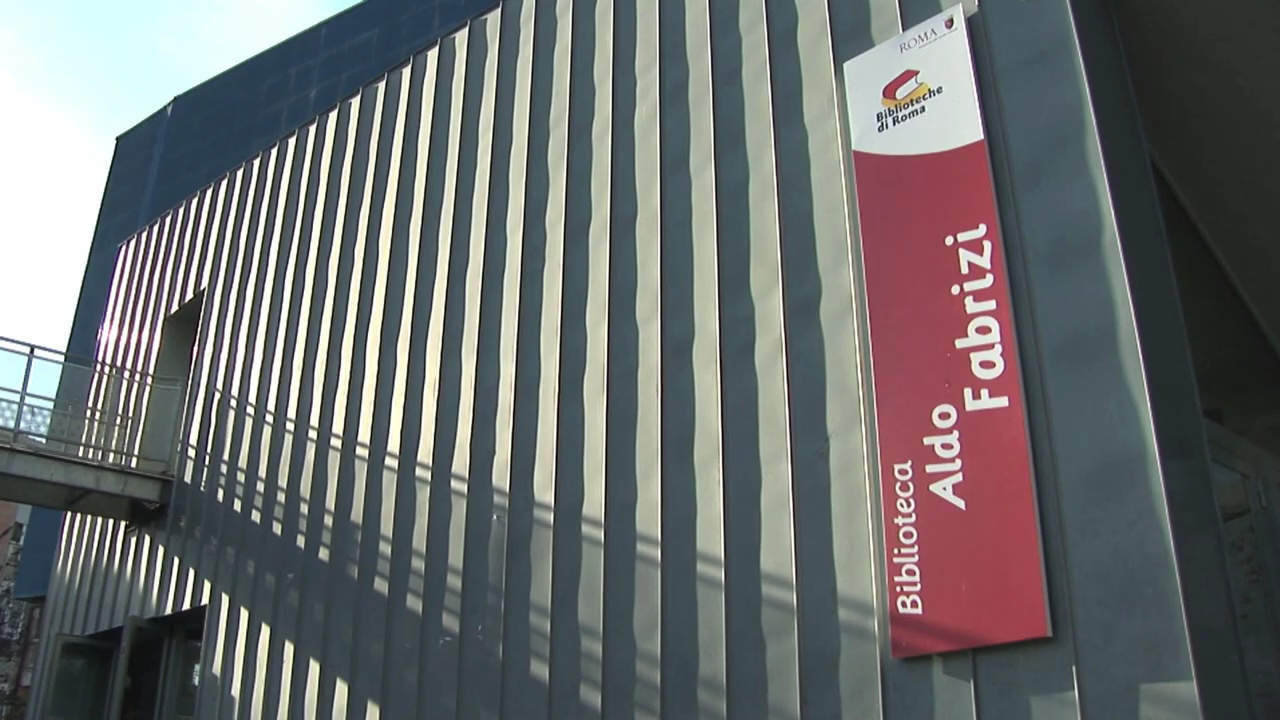 ROMA
Biblioteche
di Roma
Biblioteca
Aldo
Fabrizi